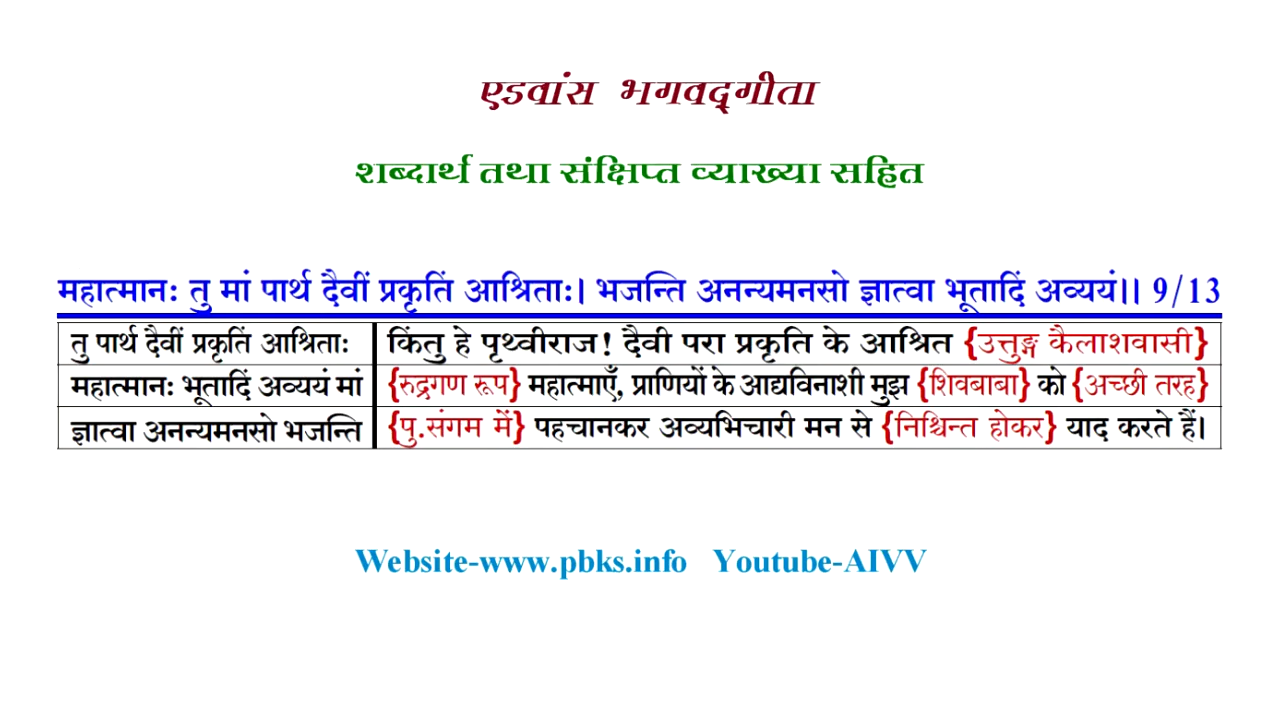 एडवांस भगवद्गीता
शब्दार्थ तथा संक्षिप्त व्याख्या सहित
महात्मानः तु मां पार्थ दैवीं प्रकृतिं आश्रिताः। भजन्ति अनन्यमनसो ज्ञात्वा भूतादिं अव्ययं।। 9/13
तु पार्थ दैवीं प्रकृतिं आश्रिताः किंतु हे पृथ्वीराज! दैवी परा प्रकृति के आश्रित {उत्तुङ्ग कैलाशवासी}
महात्मानः भूतादिं अव्ययं मां {रुद्रगण रूप} महात्माएँ, प्राणियों के आद्यविनाशी मुझ {शिवबाबा} को {अच्छी तरह}
ज्ञात्वा अनन्यमनसो भजन्ति {पु.संगम में} पहचानकर अव्यभिचारी मन से {निश्चिन्त होकर} याद करते हैं।
Website-www.pbks.info Youtube-AIVV